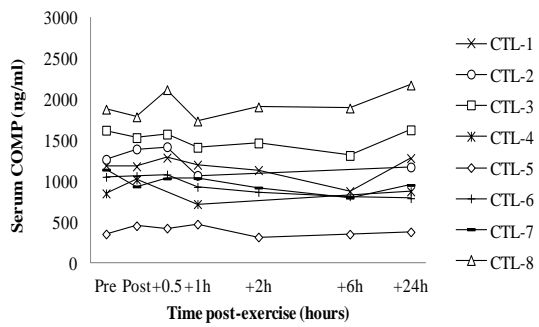 3000
2500
2000
1500
1000
500
0
Serum COMP (ng/ml)
Pre Post +0.5 +1h +2h +6h +24h
Time post-exercise (hours)
CTL-1
CTL-2
CTL-3
CTL-4
CTL-5
CTL-6
CTL-7
CTL-8